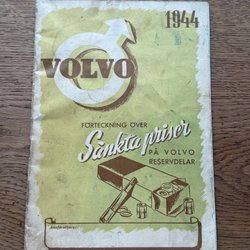 1944
VOLVO
FÖRTECKNING ÖVER
Sänkta priser
PÅ VOLVO
RESERVDELAR